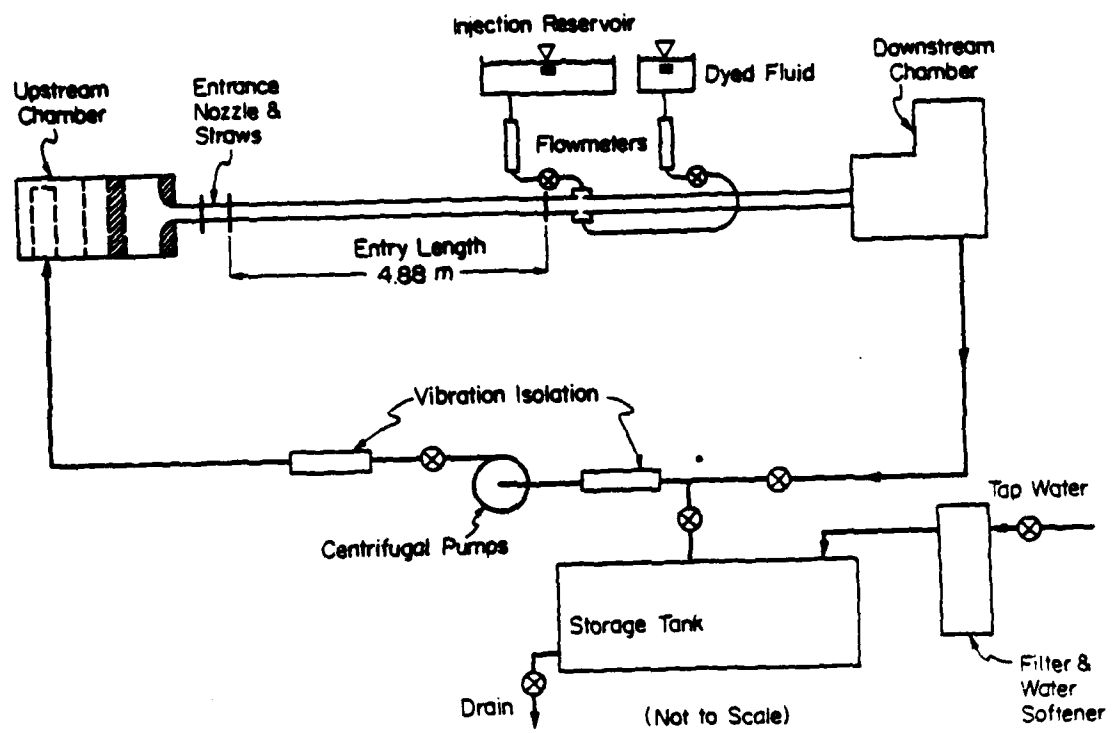 Injection Reservoir
Dyed Fluid
Downstream
Chamber
Upstream
Chamber
Entrance
Nozzle &
Straws
Flowmeters
Entry Length
4.88 m
Vibration Isolation
Centrifugal Pumps
Tap Water
Storage Tank
Filter &
Water
Softener
Drain
(Not to Scale)